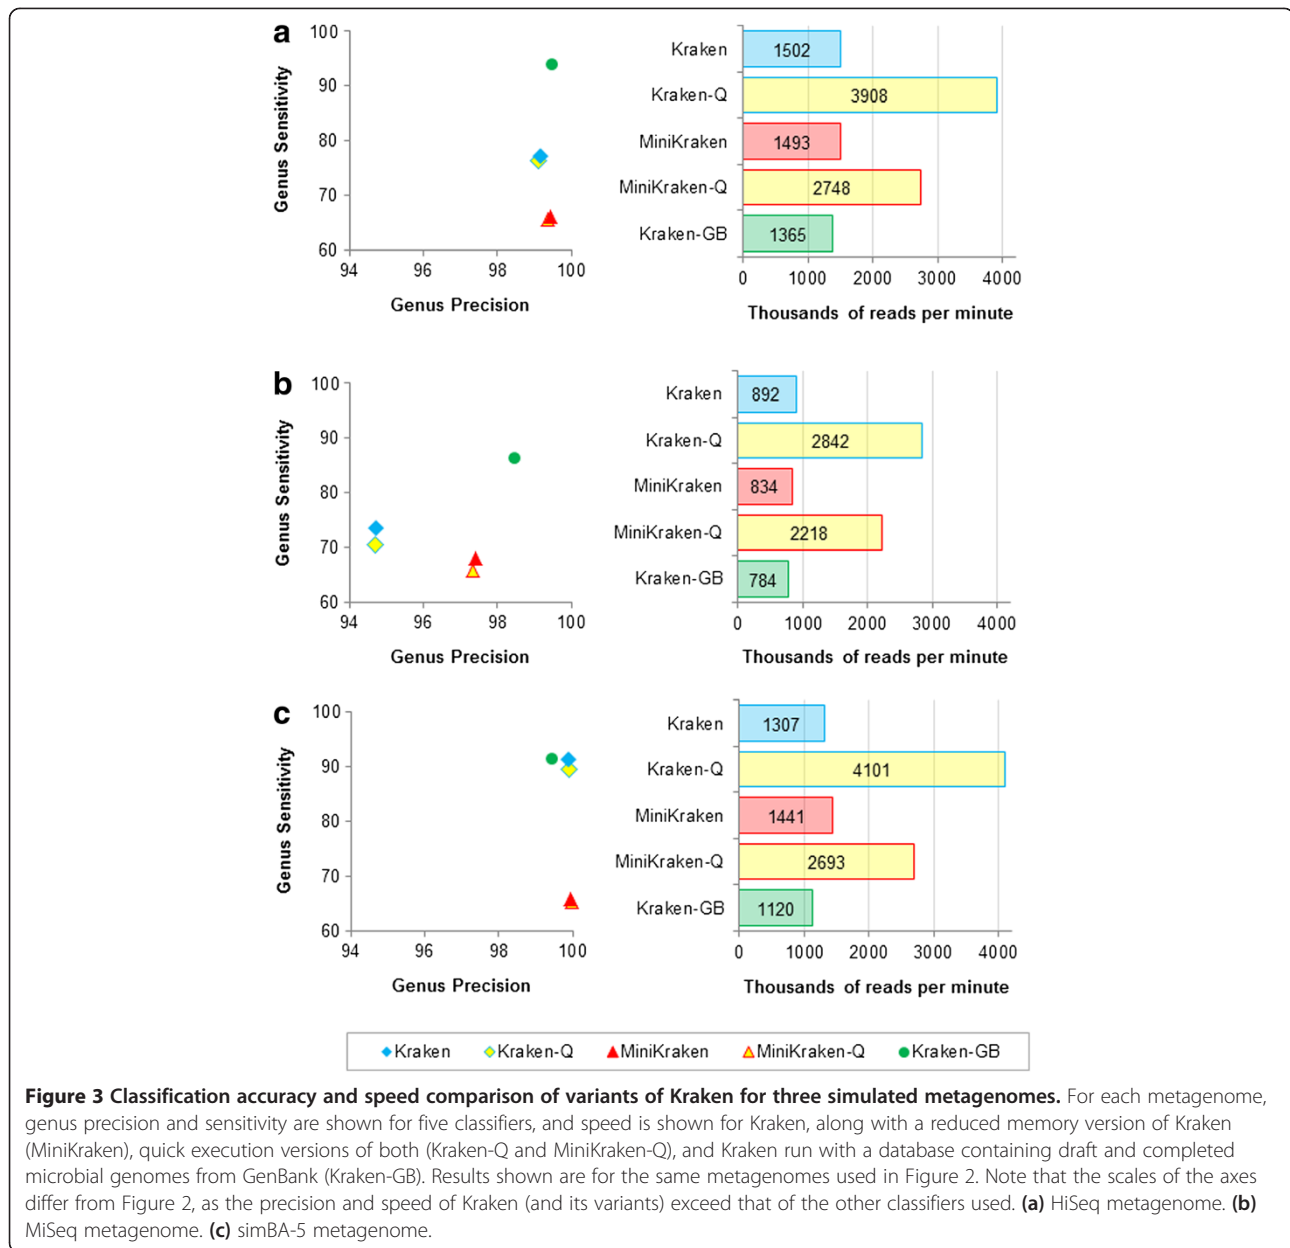 a
100
90
80
70
60
94
96
98
100
Genus Sensitivity
Genus Precision
Kraken
1502
Kraken-Q
3908
MiniKraken
1493
MiniKraken-Q
2748
Kraken-GB
1365
0
1000
2000
3000
4000
Thousands of reads per minute
b
100
90
80
70
60
94
96
98
100
Genus Sensitivity
Genus Precision
Kraken
892
Kraken-Q
2842
MiniKraken
834
MiniKraken-Q
2218
Kraken-GB
784
0
1000
2000
3000
4000
Thousands of reads per minute
c
100
90
80
70
60
94
96
98
100
Genus Sensitivity
Genus Precision
Kraken
1307
Kraken-Q
4101
MiniKraken
1441
MiniKraken-Q
2693
Kraken-GB
1120
0
1000
2000
3000
4000
Thousands of reads per minute
Kraken
Kraken-Q
MiniKraken
MiniKraken-Q
Kraken-GB
Figure 3 Classification accuracy and speed comparison of variants of Kraken for three simulated metagenomes. For each metagenome,
genus precision and sensitivity are shown for five classifiers, and speed is shown for Kraken, along with a reduced memory version of Kraken
(MiniKraken), quick execution versions of both (Kraken-Q and MiniKraken-Q), and Kraken run with a database containing draft and completed
microbial genomes from GenBank (Kraken-GB). Results shown are for the same metagenomes used in Figure 2. Note that the scales of the axes
differ from Figure 2, as the precision and speed of Kraken (and its variants) exceed that of the other classifiers used. (a) HiSeq metagenome. (b)
MiSeq metagenome. (c) simBA-5 metagenome.